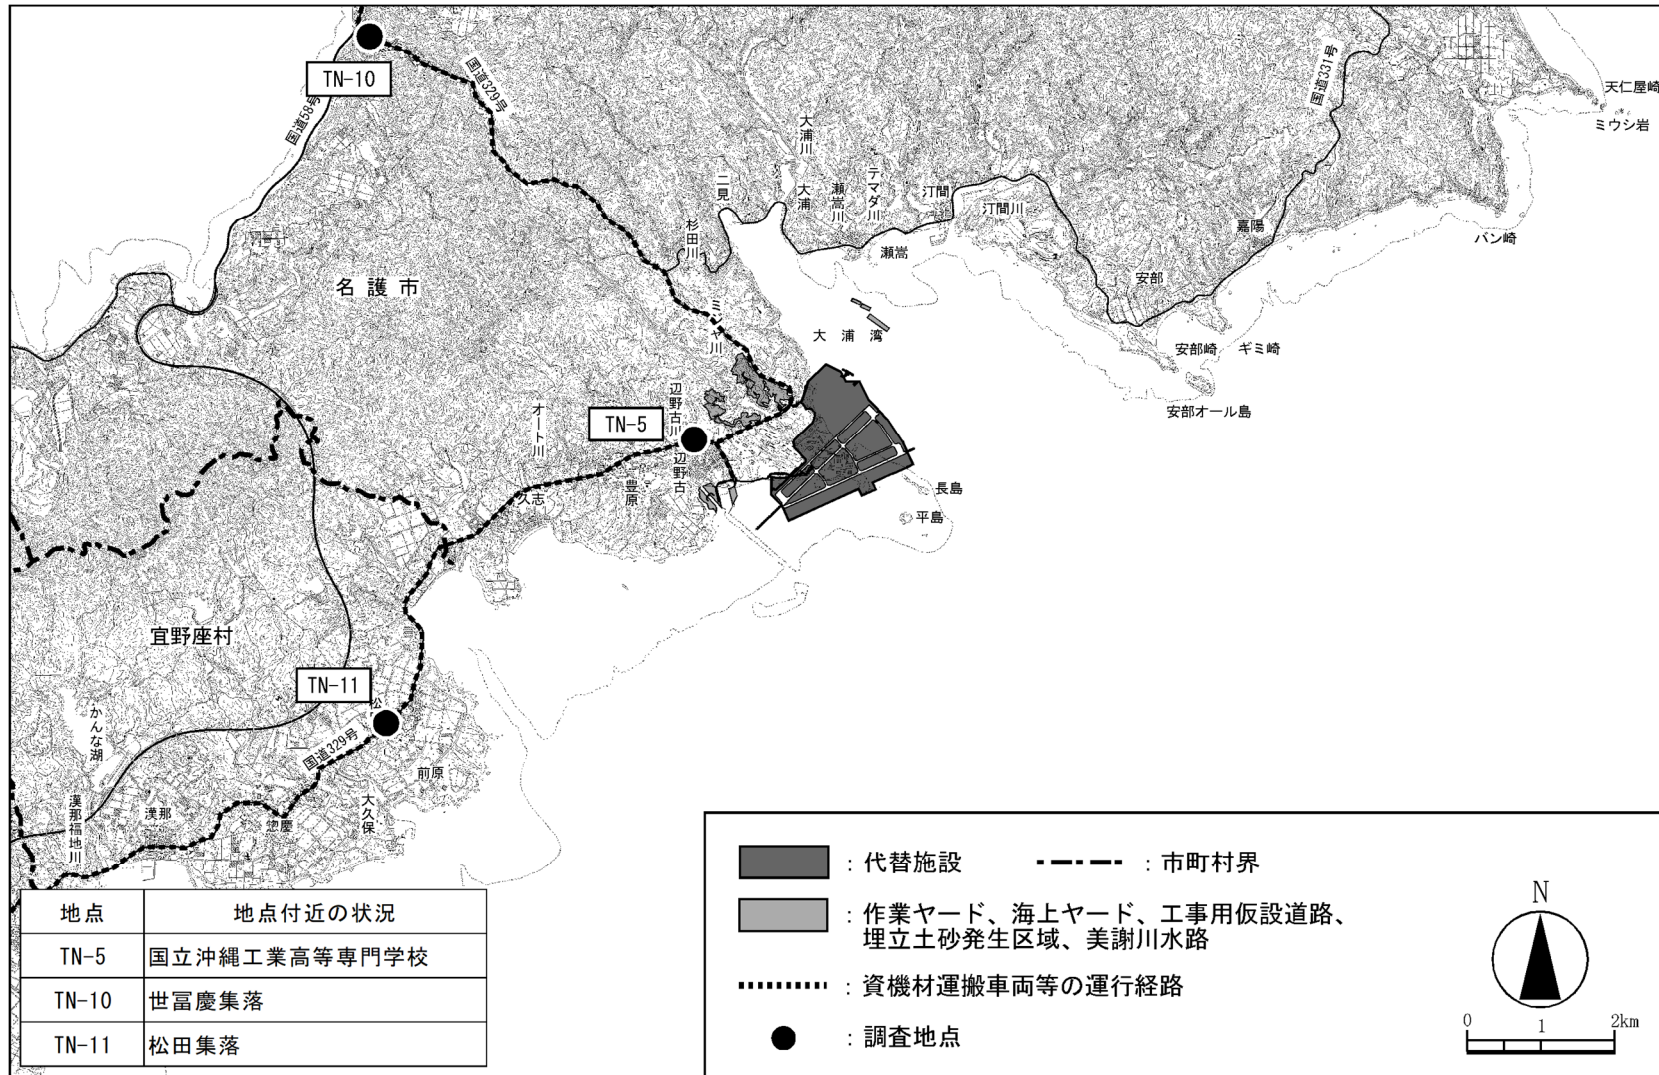 TN-10
国道58号
国道329号
国道331号
天仁屋崎
ミウシ岩
バン崎
嘉陽
安部
安部崎
ギミ崎
安部オール島
汀間
汀間川
テマダ川
瀬嵩川
瀬嵩
大浦川
大浦
二見
杉田川
大浦湾
名護市
ミジャ川
辺野古川
辺野古
TN-5
オート川
豊原
久志
長島
平島
宜野座村
TN-11
松
国道329号
かんな湖
前原
大久保
惣慶
漢那
漢那福地川
地点 地点付近の状況
TN-5 国立沖縄工業高等専門学校
TN-10 世冨慶集落
TN-11 松田集落
：代替施設
：市町村界
：作業ヤード、海上ヤード、工事用仮設道路、
埋立土砂発生区域、美謝川水路
：資機材運搬車両等の運行経路
：調査地点
N
0 1 2km